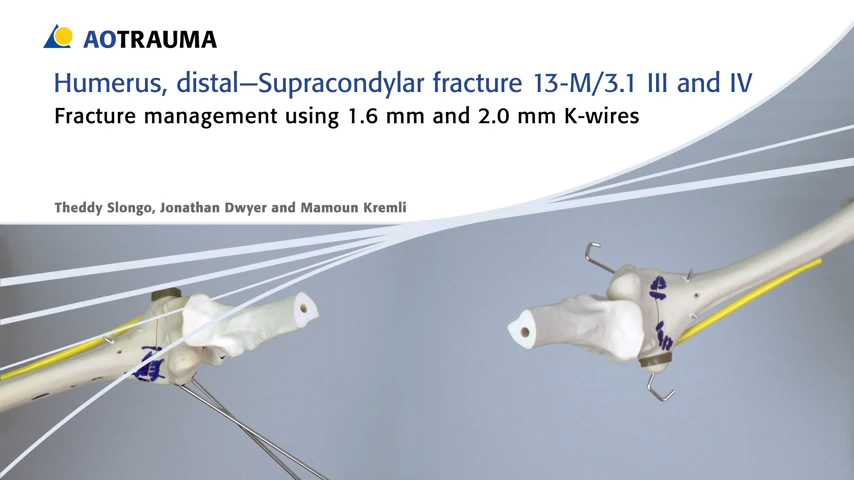 AOTRAUMA
Humerus, distal—Supracondylar fracture 13-M/3.1 III and IV
Fracture management using 1.6 mm and 2.0 mm K-wires
Theddy Slongo, Jonathan Dwyer and Mamoun Kremli